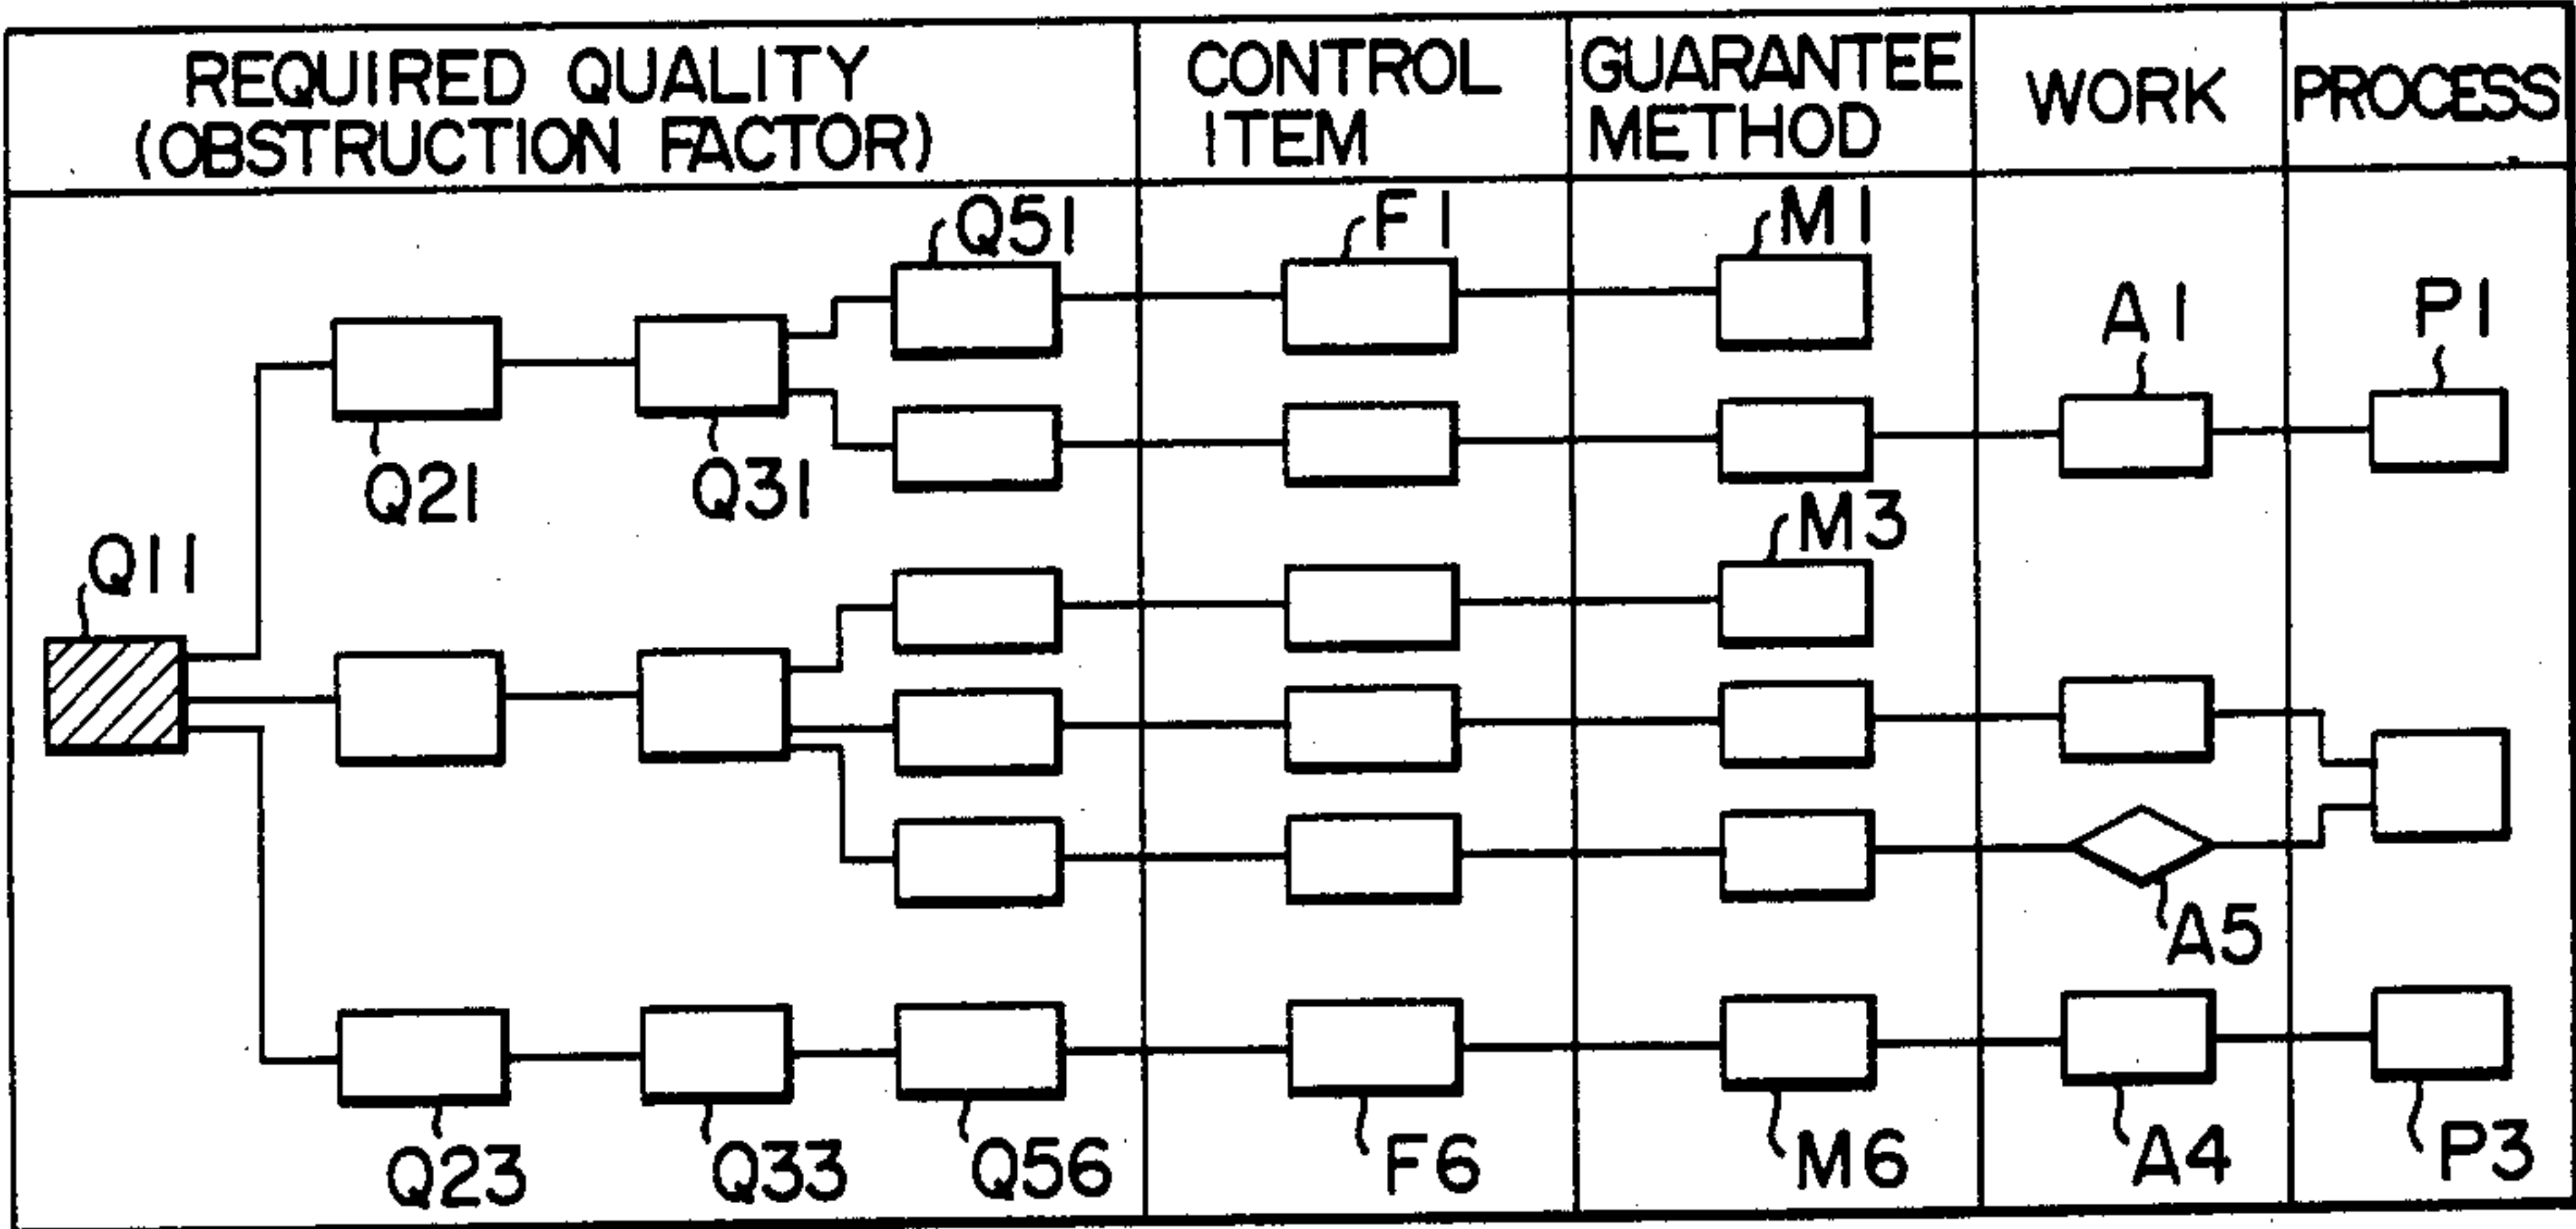 REQUIRED QUALITY
(OBSTRUCTION FACTOR)
CONTROL
ITEM
GUARANTEE
METHOD
WORK
PROCESS
Q51
F1
M1
A1
P1
Q21
Q31
M3
Q11
A5
Q23
Q33
Q56
F6
M6
A4
P3